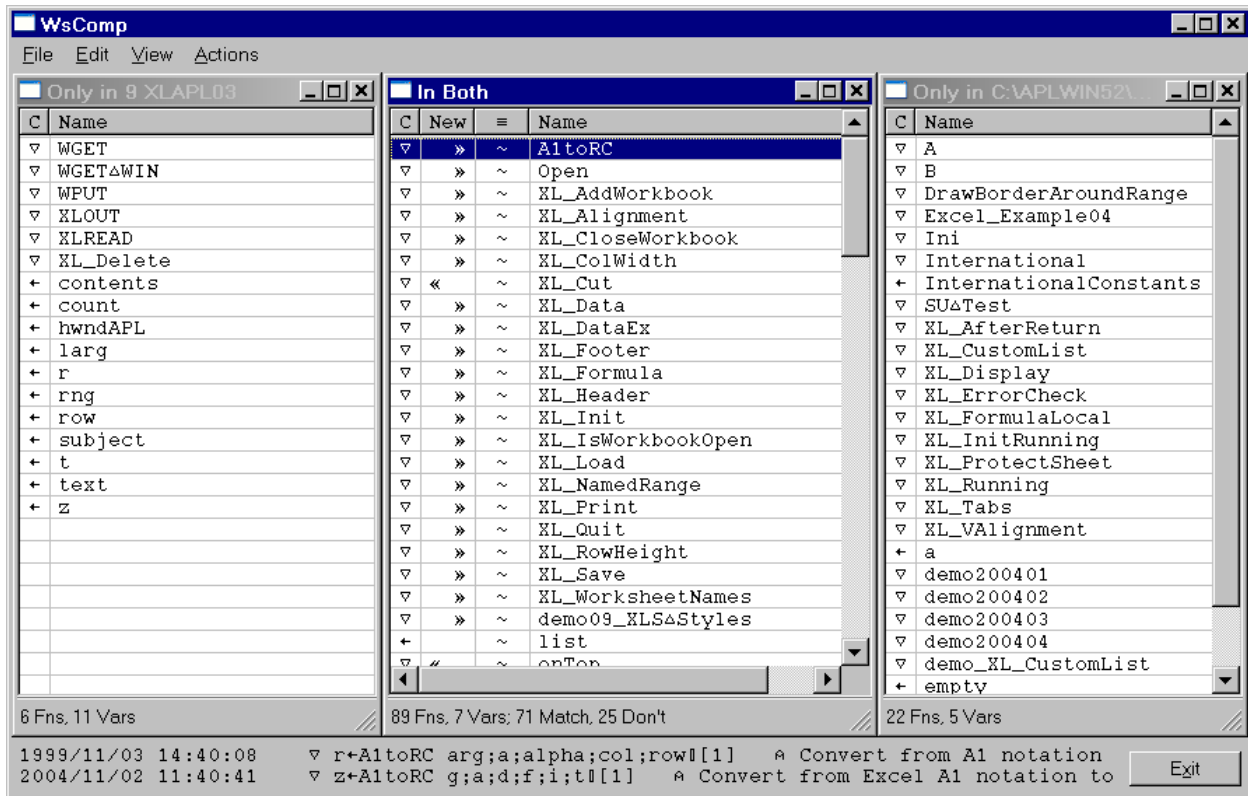 WsComp
File Edit View Actions
Only in 9 XLAPL03
C Name
∇ WGET
∇ WGET∆WIN
∇ WPUT
∇ XLOUT
∇ XLREAD
∇ XL_Delete
← contents
← count
← hwndAPL
← larg
← r
← rng
← row
← subject
← t
← text
← z
6 Fns, 11 Vars
In Both
C New ≡ Name
∇ » ~ A1toRC
∇ » ~ Open
∇ » ~ XL_AddWorkbook
∇ » ~ XL_Alignment
∇ » ~ XL_CloseWorkbook
∇ » ~ XL_ColWidth
∇ « ~ XL_Cut
∇ » ~ XL_Data
∇ » ~ XL_DataEx
∇ » ~ XL_Footer
∇ » ~ XL_Formula
∇ » ~ XL_Header
∇ » ~ XL_Init
∇ » ~ XL_IsWorkbookOpen
∇ » ~ XL_Load
∇ » ~ XL_NamedRange
∇ » ~ XL_Print
∇ » ~ XL_Quit
∇ » ~ XL_RowHeight
∇ » ~ XL_Save
∇ » ~ XL_WorksheetNames
∇ » ~ demo09_XLS∆Styles
← ~ list
∇ « ~ onTop
89 Fns, 7 Vars; 71 Match, 25 Don't
Only in C:\APLWIN52\...
C Name
∇ A
∇ B
∇ DrawBorderAroundRange
∇ Excel_Example04
∇ Ini
∇ International
← InternationalConstants
∇ SU∆Test
∇ XL_AfterReturn
∇ XL_CustomList
∇ XL_Display
∇ XL_ErrorCheck
∇ XL_FormulaLocal
∇ XL_InitRunning
∇ XL_ProtectSheet
∇ XL_Running
∇ XL_Tabs
∇ XL_VAlignment
← a
∇ demo200401
∇ demo200402
∇ demo200403
∇ demo200404
∇ demo_XL_CustomList
← empty
22 Fns, 5 Vars
1999/11/03 14:40:08 ∇ r←A1toRC arg;a;alpha;col;row⌷[1] ⍝ Convert from A1 notation
2004/11/02 11:40:41 ∇ z←A1toRC g;a;d;f;i;t⌷[1] ⍝ Convert from Excel A1 notation to
Exit